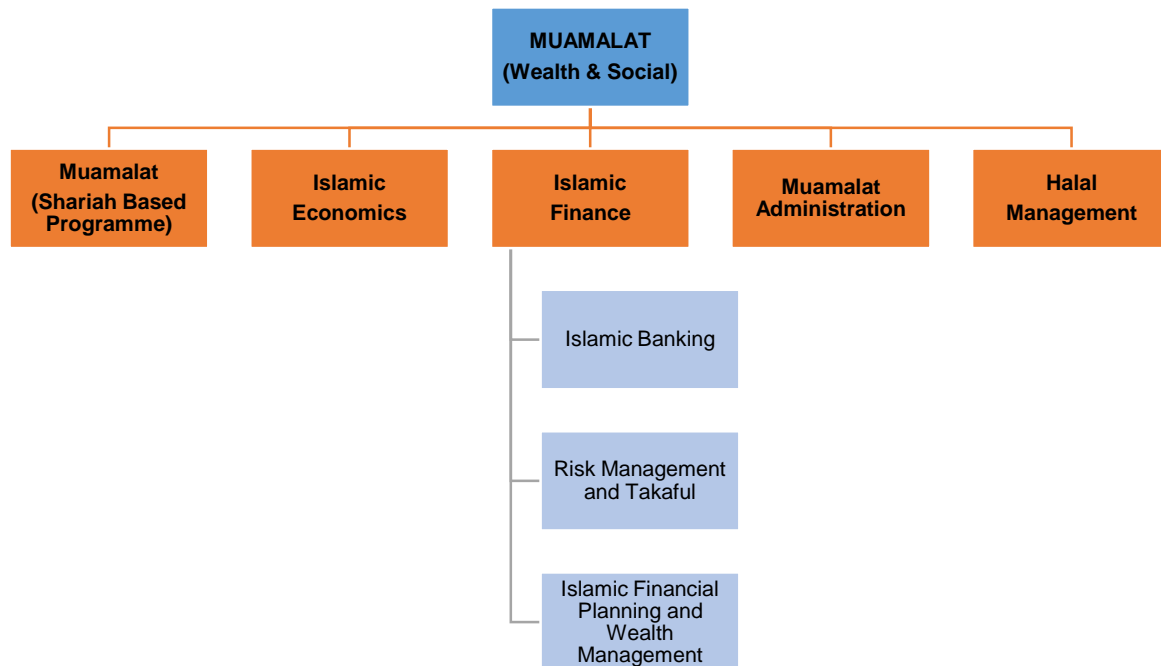 MUAMALAT
(Wealth & Social)
Muamalat
(Shariah Based
Programme)
Islamic
Economics
Islamic
Finance
Muamalat
Administration
Halal
Management
Islamic Banking
Risk Management
and Takaful
Islamic Financial
Planning and
Wealth
Management